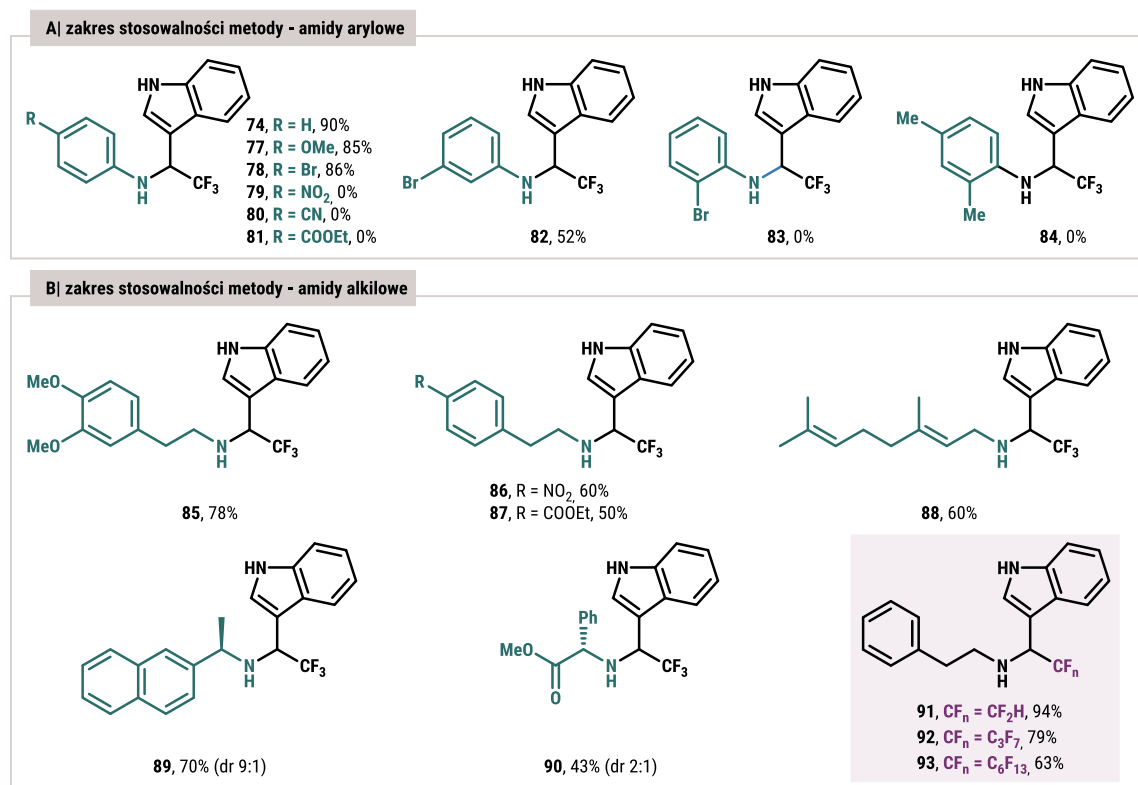 A| zakres stosowalności metody - amidy arylowe
HN
R
N
H
CF3
74, R = H, 90%
77, R = OMe, 85%
78, R = Br, 86%
79, R = NO2, 0%
80, R = CN, 0%
81, R = COOEt, 0%
HN
Br
N
H
CF3
82, 52%
HN
N
H
CF3
Br
83, 0%
HN
Me
N
H
CF3
Me
84, 0%
B| zakres stosowalności metody - amidy alkilowe
HN
MeO
MeO
N
H
CF3
85, 78%
HN
R
N
H
CF3
86, R = NO2, 60%
87, R = COOEt, 50%
HN
N
H
CF3
88, 60%
HN
N
H
CF3
89, 70% (dr 9:1)
HN
Ph
MeO
N
H
CF3
O
90, 43% (dr 2:1)
HN
N
H
CFn
91, CFn = CF2H, 94%
92, CFn = C3F7, 79%
93, CFn = C6F13, 63%